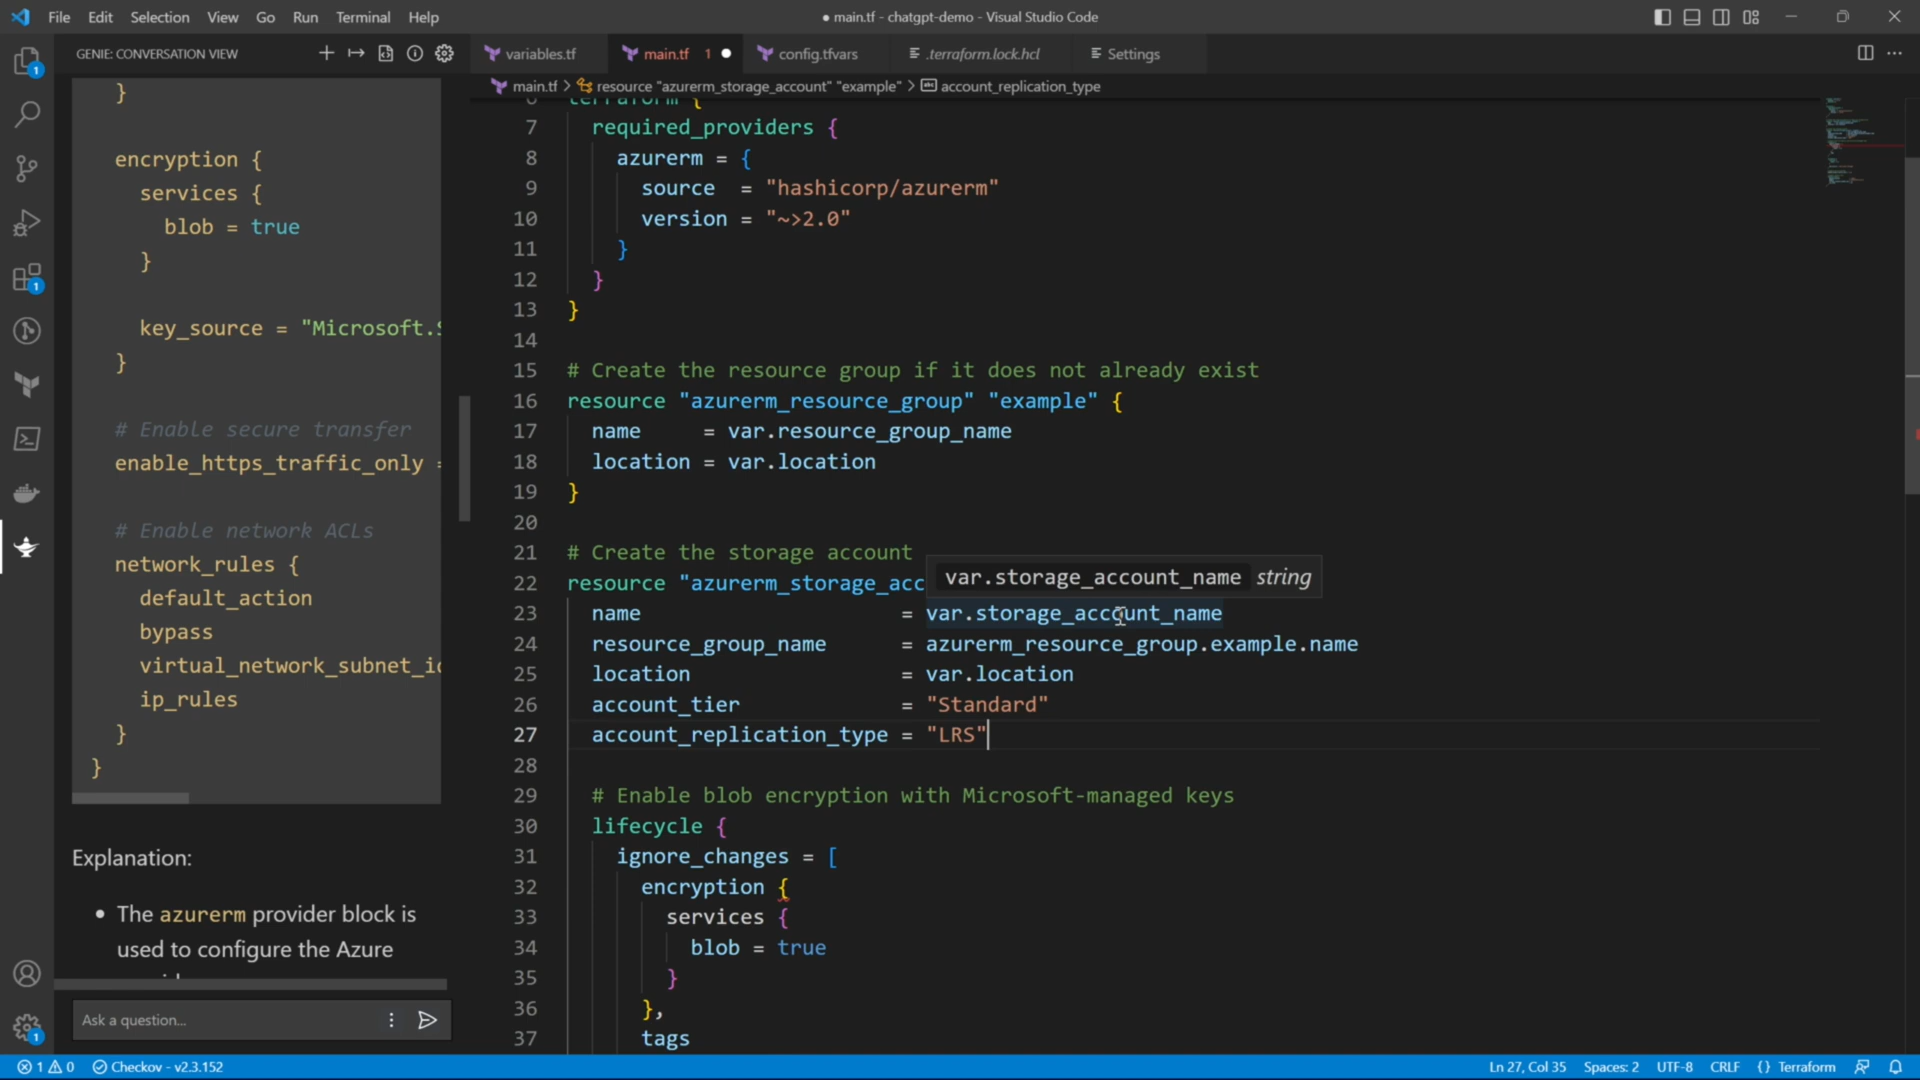 File Edit Selection View Go Run Terminal Help
● main.tf - chatgpt-demo - Visual Studio Code
GENIE: CONVERSATION VIEW
variables.tf
main.tf 1
config.tfvars
.terraform.lock.hcl
Settings
main.tf > resource "azurerm_storage_account" "example" > account_replication_type
}
encryption {
services {
blob = true
}
key_source = "Microsoft.
}
# Enable secure transfer
enable_https_traffic_only =
# Enable network ACLs
network_rules {
default_action
bypass
virtual_network_subnet_i
ip_rules
}
}
Explanation:
• The azurerm provider block is
used to configure the Azure
Ask a question...
terraform {
7 required_providers {
8 azurerm = {
9 source = "hashicorp/azurerm"
10 version = "~>2.0"
11 }
12 }
13 }
14
15 # Create the resource group if it does not already exist
16 resource "azurerm_resource_group" "example" {
17 name = var.resource_group_name
18 location = var.location
19 }
20
21 # Create the storage account
var.storage_account_name string
22 resource "azurerm_storage_acc
23 name = var.storage_account_name
24 resource_group_name = azurerm_resource_group.example.name
25 location = var.location
26 account_tier = "Standard"
27 account_replication_type = "LRS"
28
29 # Enable blob encryption with Microsoft-managed keys
30 lifecycle {
31 ignore_changes = [
32 encryption {
33 services {
34 blob = true
35 }
36 },
37 tags
1 0 Checkov - v2.3.152
Ln 27, Col 35 Spaces: 2 UTF-8 CRLF {} Terraform
1
1
1